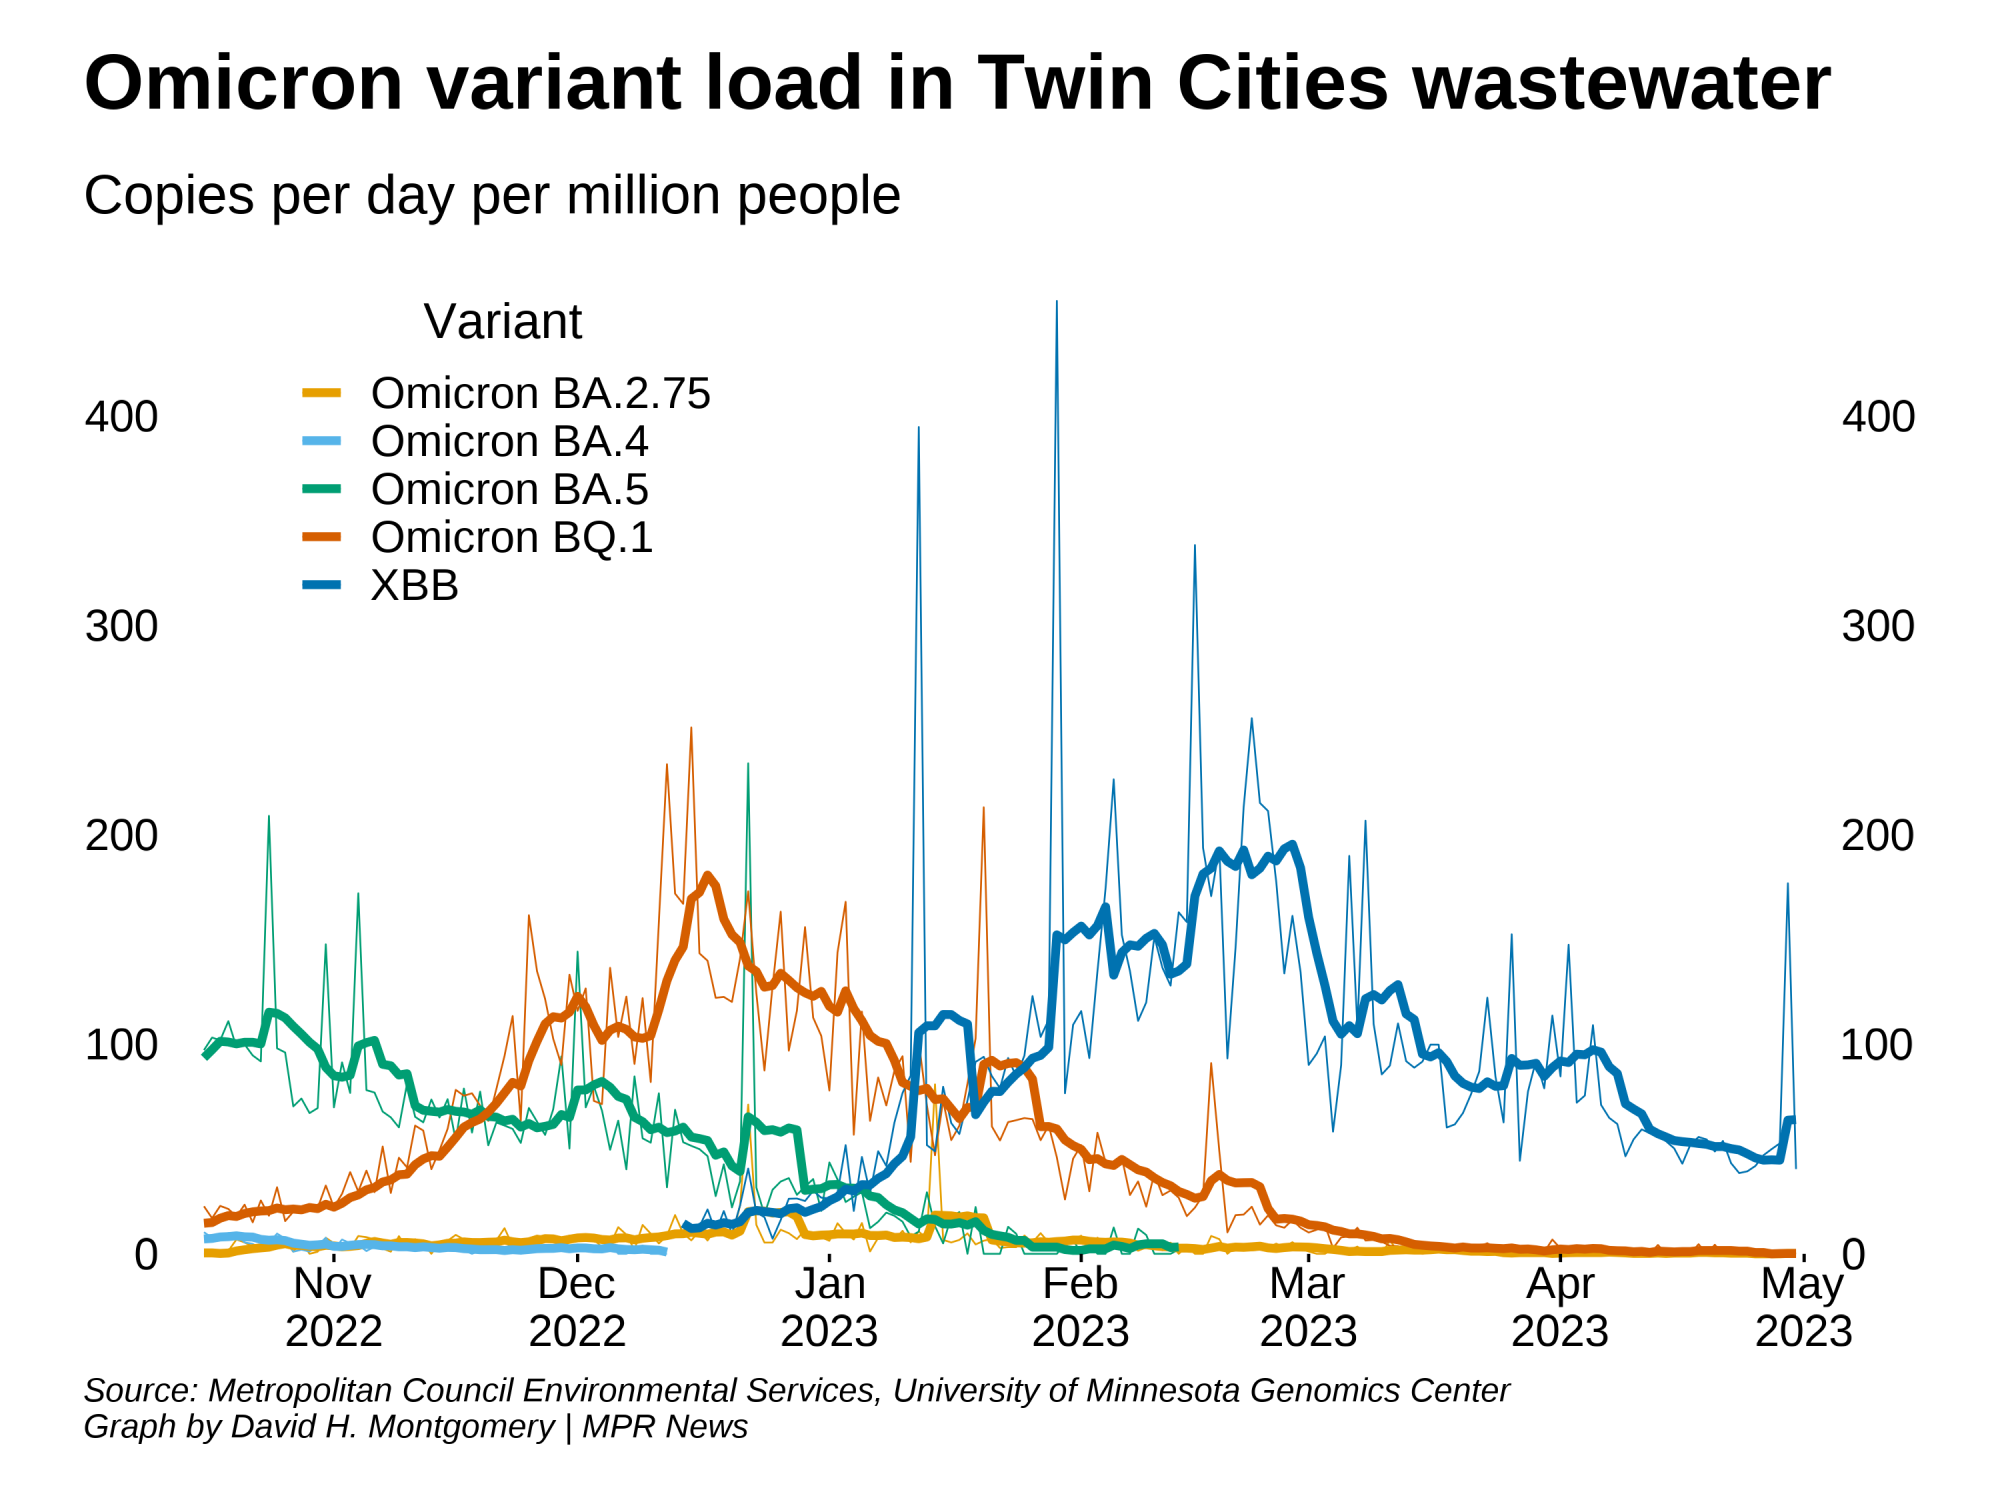 Omicron variant load in Twin Cities wastewater
Copies per day per million people
Variant
Omicron BA.2.75
Omicron BA.4
Omicron BA.5
Omicron BQ.1
XBB
400 400
300 300
200 200
100 100
0 0
Nov Dec Jan Feb Mar Apr May
2022 2022 2023 2023 2023 2023 2023
Source: Metropolitan Council Environmental Services, University of Minnesota Genomics Center
Graph by David H. Montgomery | MPR News